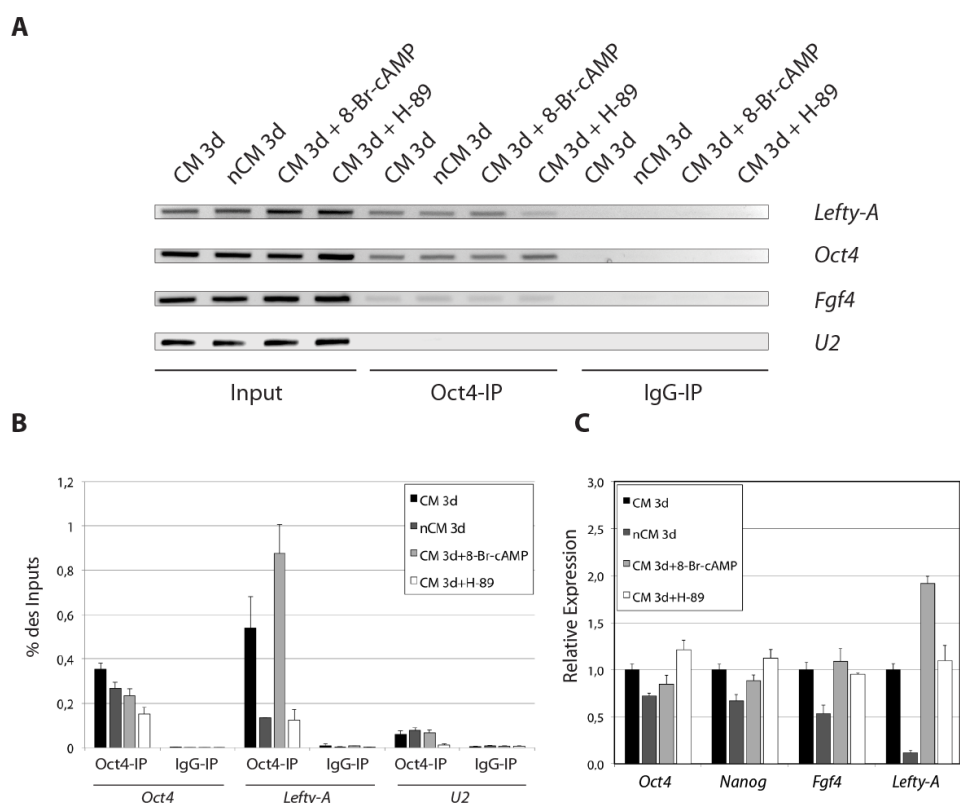 A
CM 3d
nCM 3d
CM 3d + 8-Br-cAMP
CM 3d + H-89
CM 3d
nCM 3d
CM 3d + 8-Br-cAMP
CM 3d + H-89
CM 3d
nCM 3d
CM 3d + 8-Br-cAMP
CM 3d + H-89
Lefty-A
Oct4
Fgf4
U2
Input
Oct4-IP
IgG-IP
B
% des Inputs
1,2
1
0,8
0,6
0,4
0,2
0
CM 3d
nCM 3d
CM 3d+8-Br-cAMP
CM 3d+H-89
Oct4-IP
IgG-IP
Oct4-IP
IgG-IP
Oct4-IP
IgG-IP
Oct4
Lefty-A
U2
C
Relative Expression
3,0
2,5
2,0
1,5
1,0
0,5
0.0
CM 3d
nCM 3d
CM 3d+8-Br-cAMP
CM 3d+H-89
Oct4
Nanog
Fgf4
Lefty-A